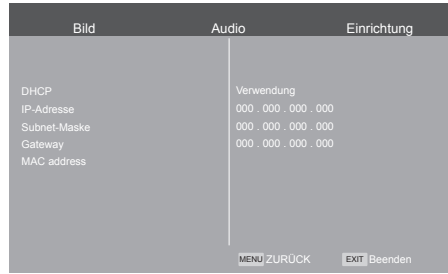 Bild Audio Einrichtung
DHCP Verwendung
IP-Adresse 000 . 000 . 000 . 000
Subnet-Maske 000 . 000 . 000 . 000
Gateway 000 . 000 . 000 . 000
MAC address
MENU ZURÜCK EXIT Beenden